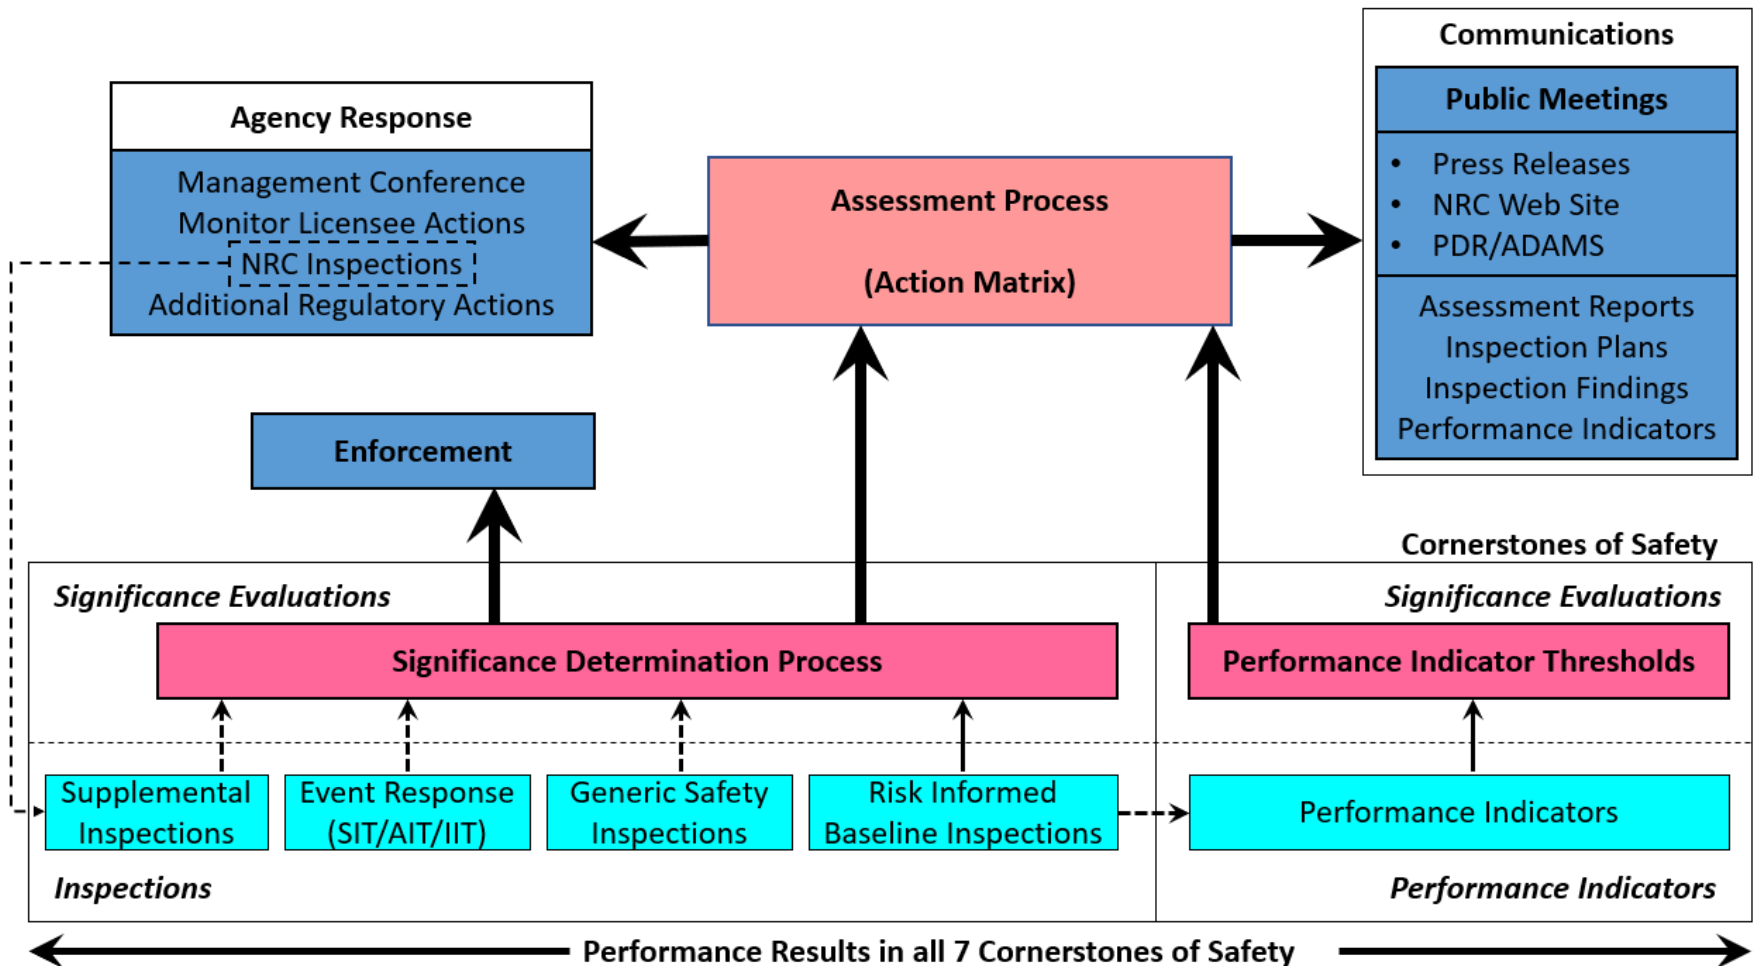 Communications
Public Meetings
• Press Releases
• NRC Web Site
• PDR/ADAMS
Assessment Reports
Inspection Plans
Inspection Findings
Performance Indicators
Agency Response
Management Conference
Monitor Licensee Actions
NRC Inspections
Additional Regulatory Actions
Assessment Process
(Action Matrix)
Enforcement
Cornerstones of Safety
Significance Evaluations
Significance Evaluations
Significance Determination Process
Performance Indicator Thresholds
Supplemental
Inspections
Event Response
(SIT/AIT/IIT)
Generic Safety
Inspections
Risk Informed
Baseline Inspections
Performance Indicators
Inspections
Performance Indicators
Performance Results in all 7 Cornerstones of Safety